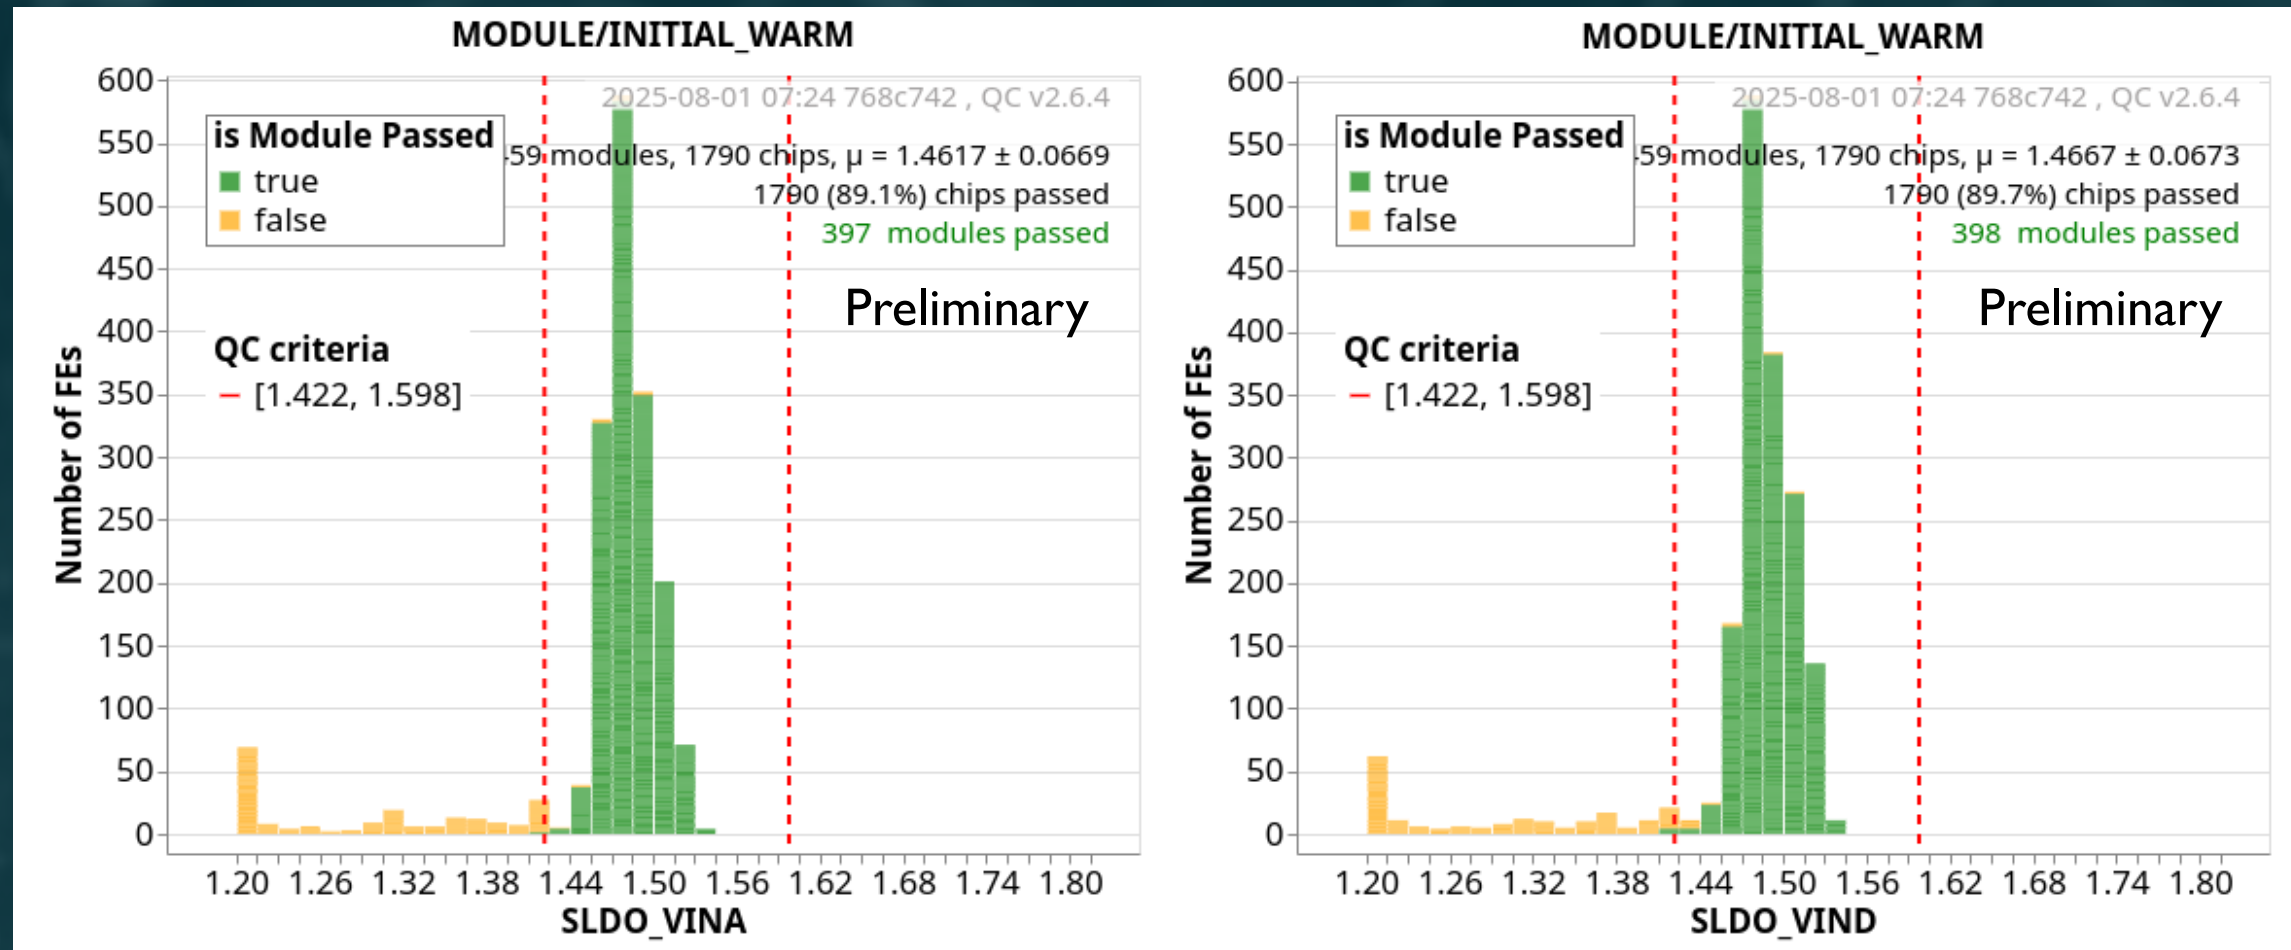 MODULE/INITIAL_WARM
2025-08-01 07:24 768c742 , QC v2.6.4
is Module Passed
true
false
59 modules, 1790 chips, µ = 1.4617 ± 0.0669
1790 (89.1%) chips passed
397 modules passed
Preliminary
QC criteria
[1.422, 1.598]
Number of FEs
600
550
500
450
400
350
300
250
200
150
100
50
0
1.20 1.26 1.32 1.38 1.44 1.50 1.56 1.62 1.68 1.74 1.80
SLDO_VINA
MODULE/INITIAL_WARM
2025-08-01 07:24 768c742 , QC v2.6.4
is Module Passed
true
false
59 modules, 1790 chips, µ = 1.4667 ± 0.0673
1790 (89.7%) chips passed
398 modules passed
Preliminary
QC criteria
[1.422, 1.598]
Number of FEs
600
550
500
450
400
350
300
250
200
150
100
50
0
1.20 1.26 1.32 1.38 1.44 1.50 1.56 1.62 1.68 1.74 1.80
SLDO_VIND